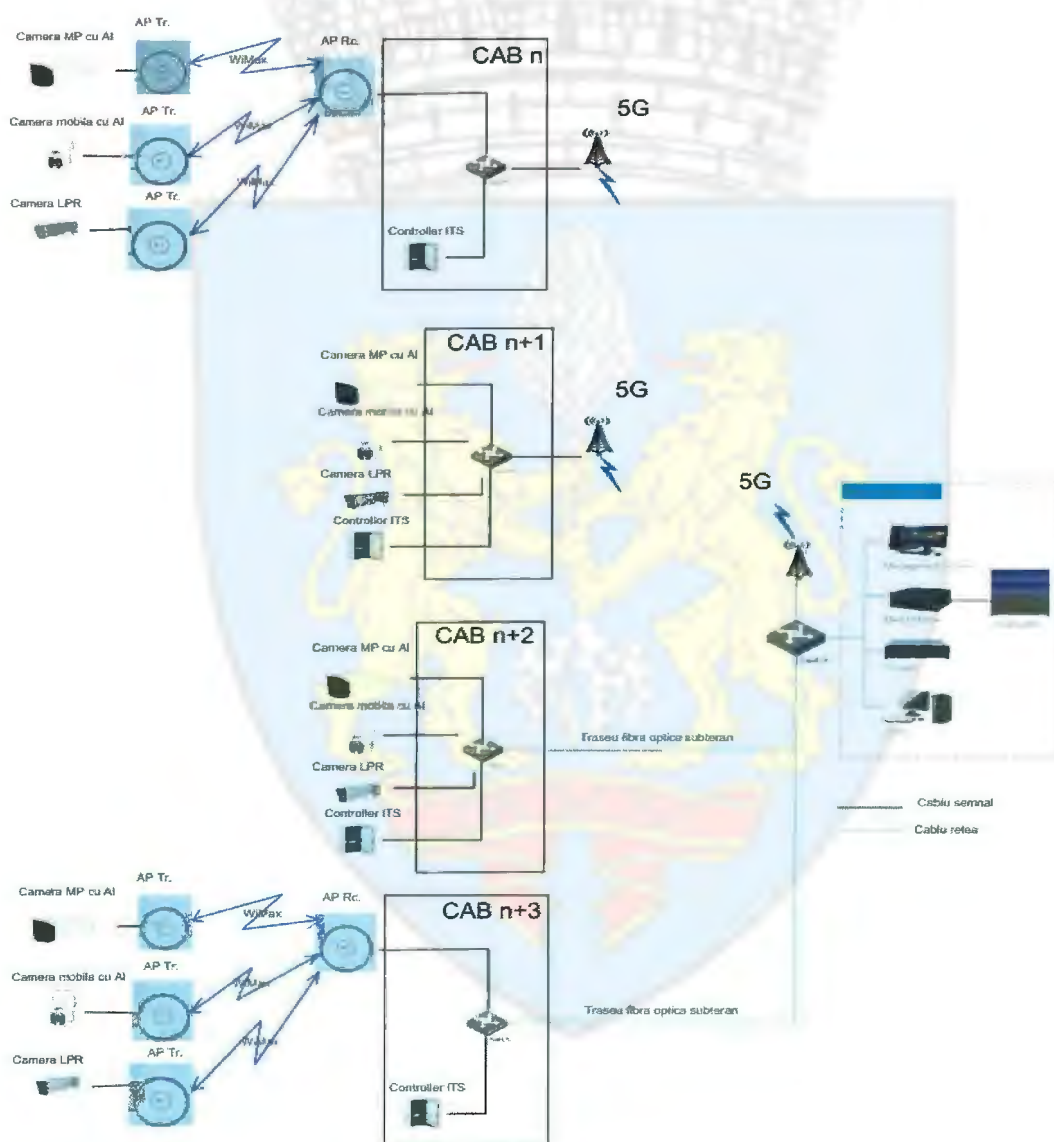 AP Tr.
Camera MP cu AI
WiMax
AP Rc.
CAB n
AP Tr.
Camera mobila cu AI
WiMax
5G
AP Tr.
Camera LPR
WiMax
Controller ITS
CAB n+1
Camera MP cu AI
Camera mobila cu AI
5G
Camera LPR
Controller ITS
5G
CAB n+2
Camera MP cu AI
Camera mobila cu AI
Traseu fibra optica subteran
Camera LPR
Controller ITS
Cablu semnal
Cablu retea
AP Tr.
Camera MP cu AI
WiMax
AP Rc.
CAB n+3
AP Tr.
Camera mobila cu AI
WiMax
Traseu fibra optica subteran
AP Tr.
Camera LPR
WiMax
Switch
Controller ITS